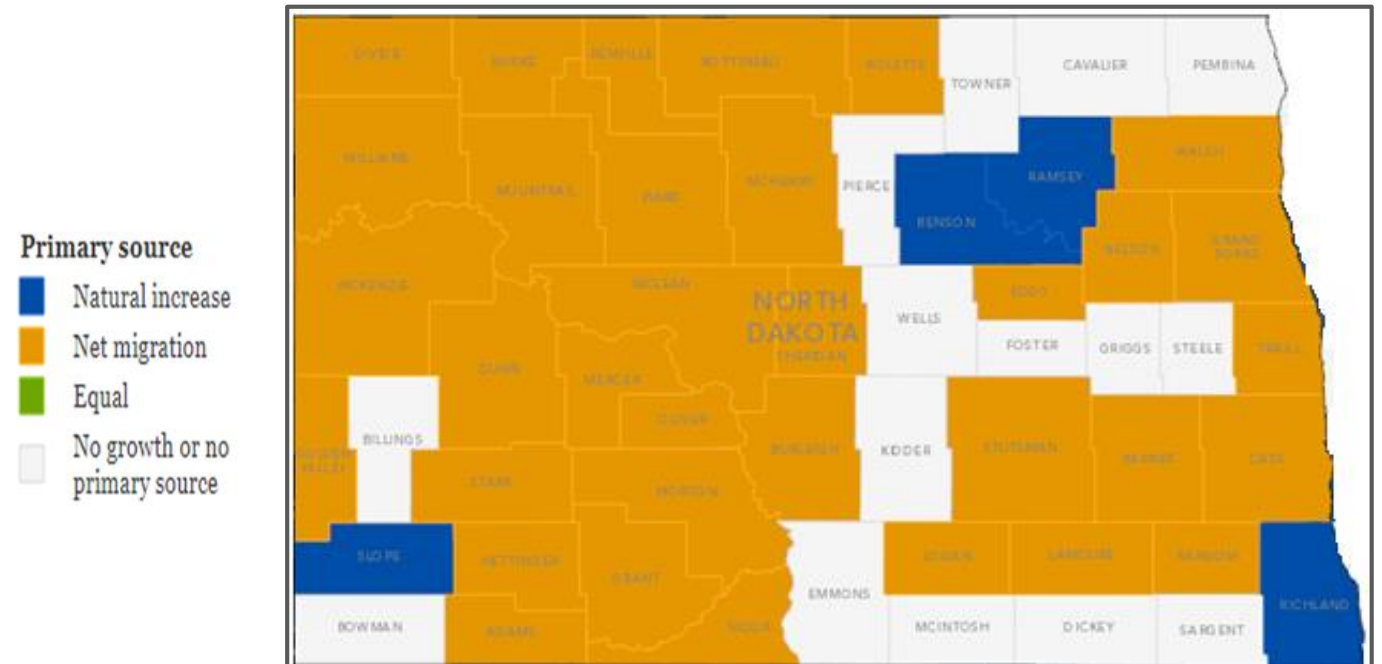 Primary source
Natural increase
Net migration
Equal
No growth or no
primary source
DIVIDE
BURKE
RENVILLE
BOTTINEAU
ROLETTE
TOWNER
CAVALIER
PEMBINA
WILLIAMS
MOUNTRAIL
WARD
MCHENRY
PIERCE
BENSON
RAMSEY
WALSH
NELSON
GRAND
FORKS
MCKENZIE
MCLEAN
NORTH
DAKOTA
SHERIDAN
WELLS
EDDY
FOSTER
GRIGGS
STEELE
TRAILL
DUNN
MERCER
OLIVER
BILLINGS
GOLDEN
VALLEY
STARK
MORTON
BURLEIGH
KIDDER
STUTSMAN
BARNES
CASS
SLOPE
HETTINGER
GRANT
EMMONS
LOGAN
LAMOURE
RANSOM
RICHLAND
BOWMAN
ADAMS
SIOUX
MCINTOSH
DICKEY
SARGENT